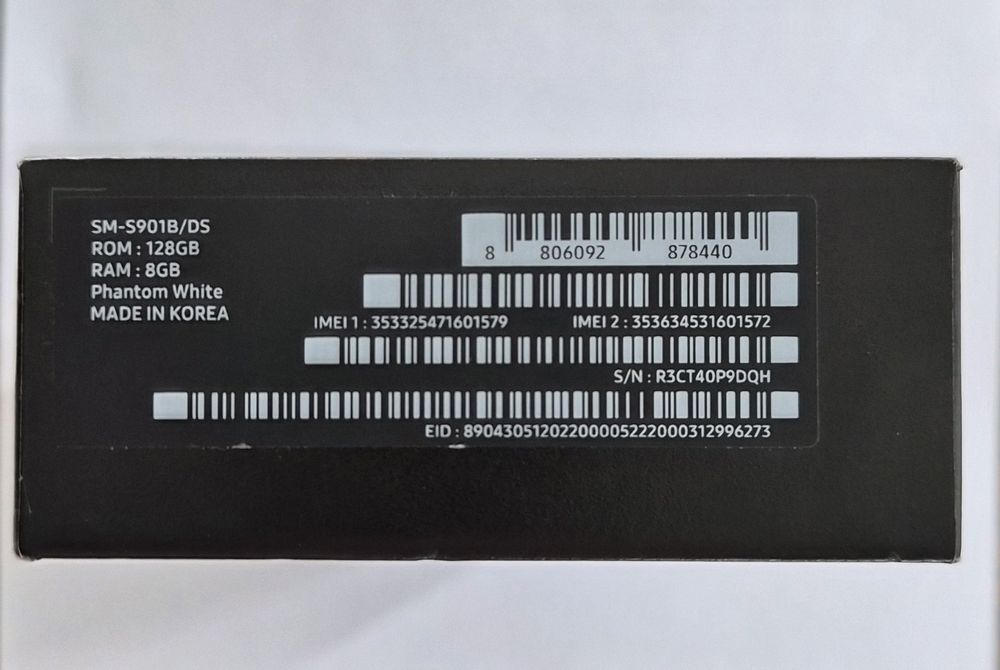 SM-S901B/DS
ROM : 128GB
RAM : 8GB
Phantom White
MADE IN KOREA
8 806092 878440
IMEI 1 : 353325471601579 IMEI 2 : 353634531601572
S/N : R3CT40P9DQH
EID : 89043051202200005222000312996273